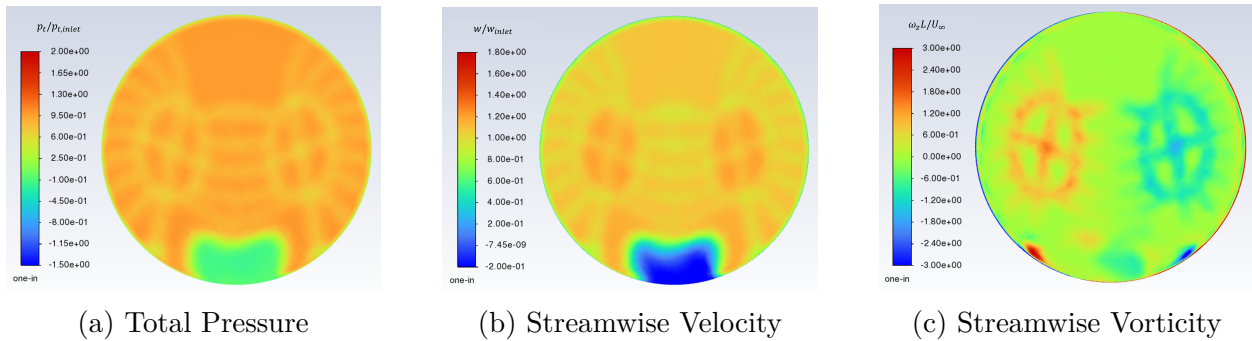 p_t/p_{t,inlet}
2.00e+00
1.65e+00
1.30e+00
9.50e-01
6.00e-01
2.50e-01
-1.00e-01
-4.50e-01
-8.00e-01
-1.15e+00
-1.50e+00
one-in
w/w_{inlet}
1.80e+00
1.60e+00
1.40e+00
1.20e+00
1.00e+00
8.00e-01
6.00e-01
4.00e-01
2.00e-01
-7.45e-09
-2.00e-01
one-in
ω_z L/U_∞
3.00e+00
2.40e+00
1.80e+00
1.20e+00
6.00e-01
0.00e+00
-6.00e-01
-1.20e+00
-1.80e+00
-2.40e+00
-3.00e+00
one-in
(a) Total Pressure
(b) Streamwise Velocity
(c) Streamwise Vorticity